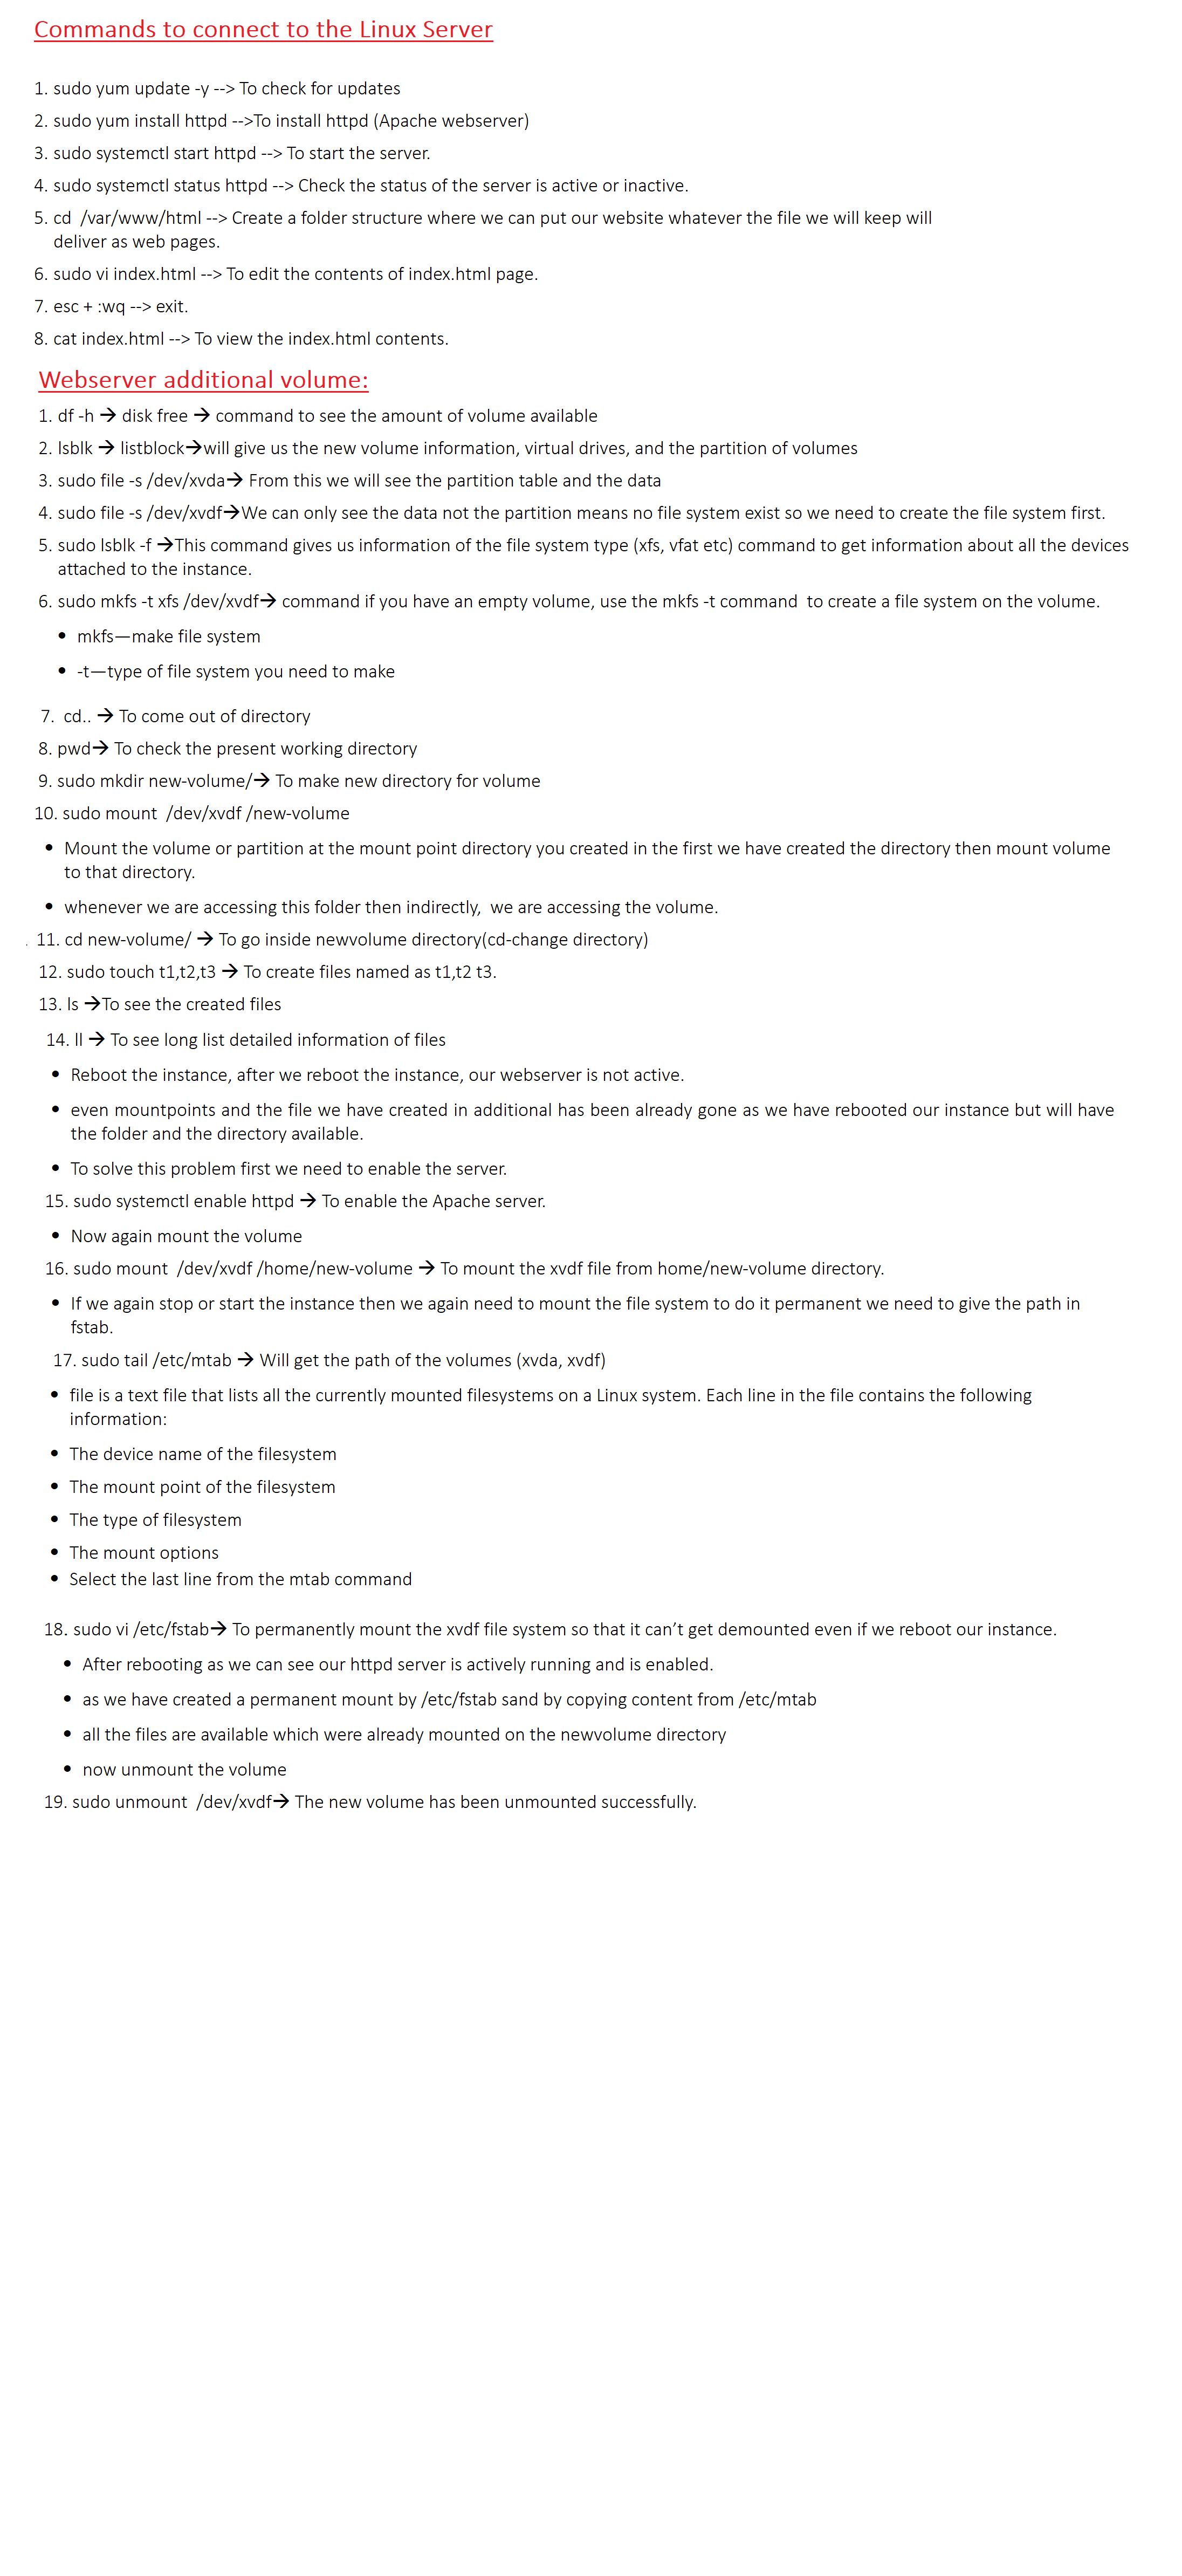 Commands to connect to the Linux Server
1. sudo yum update -y --> To check for updates
2. sudo yum install httpd -->To install httpd (Apache webserver)
3. sudo systemctl start httpd --> To start the server.
4. sudo systemctl status httpd --> Check the status of the server is active or inactive.
5. cd  /var/www/html --> Create a folder structure where we can put our website whatever the file we will keep will
deliver as web pages.
6. sudo vi index.html --> To edit the contents of index.html page.
7. esc + :wq --> exit.
8. cat index.html --> To view the index.html contents.
Webserver additional volume:
1. df -h → disk free → command to see the amount of volume available
2. lsblk → listblock→will give us the new volume information, virtual drives, and the partition of volumes
3. sudo file -s /dev/xvda→ From this we will see the partition table and the data
4. sudo file -s /dev/xvdf→We can only see the data not the partition means no file system exist so we need to create the file system first.
5. sudo lsblk -f →This command gives us information of the file system type (xfs, vfat etc) command to get information about all the devices
attached to the instance.
6. sudo mkfs -t xfs /dev/xvdf→ command if you have an empty volume, use the mkfs -t command  to create a file system on the volume.
• mkfs—make file system
• -t—type of file system you need to make
7.  cd.. → To come out of directory
8. pwd→ To check the present working directory
9. sudo mkdir new-volume/→ To make new directory for volume
10. sudo mount  /dev/xvdf /new-volume
• Mount the volume or partition at the mount point directory you created in the first we have created the directory then mount volume
to that directory.
• whenever we are accessing this folder then indirectly,  we are accessing the volume.
. 11. cd new-volume/ → To go inside newvolume directory(cd-change directory)
12. sudo touch t1,t2,t3 → To create files named as t1,t2 t3.
13. ls →To see the created files
14. ll → To see long list detailed information of files
• Reboot the instance, after we reboot the instance, our webserver is not active.
• even mountpoints and the file we have created in additional has been already gone as we have rebooted our instance but will have
the folder and the directory available.
• To solve this problem first we need to enable the server.
15. sudo systemctl enable httpd → To enable the Apache server.
• Now again mount the volume
16. sudo mount  /dev/xvdf /home/new-volume → To mount the xvdf file from home/new-volume directory.
• If we again stop or start the instance then we again need to mount the file system to do it permanent we need to give the path in
fstab.
17. sudo tail /etc/mtab → Will get the path of the volumes (xvda, xvdf)
• file is a text file that lists all the currently mounted filesystems on a Linux system. Each line in the file contains the following
information:
• The device name of the filesystem
• The mount point of the filesystem
• The type of filesystem
• The mount options
• Select the last line from the mtab command
18. sudo vi /etc/fstab→ To permanently mount the xvdf file system so that it can’t get demounted even if we reboot our instance.
• After rebooting as we can see our httpd server is actively running and is enabled.
• as we have created a permanent mount by /etc/fstab sand by copying content from /etc/mtab
• all the files are available which were already mounted on the newvolume directory
• now unmount the volume
19. sudo unmount  /dev/xvdf→ The new volume has been unmounted successfully.